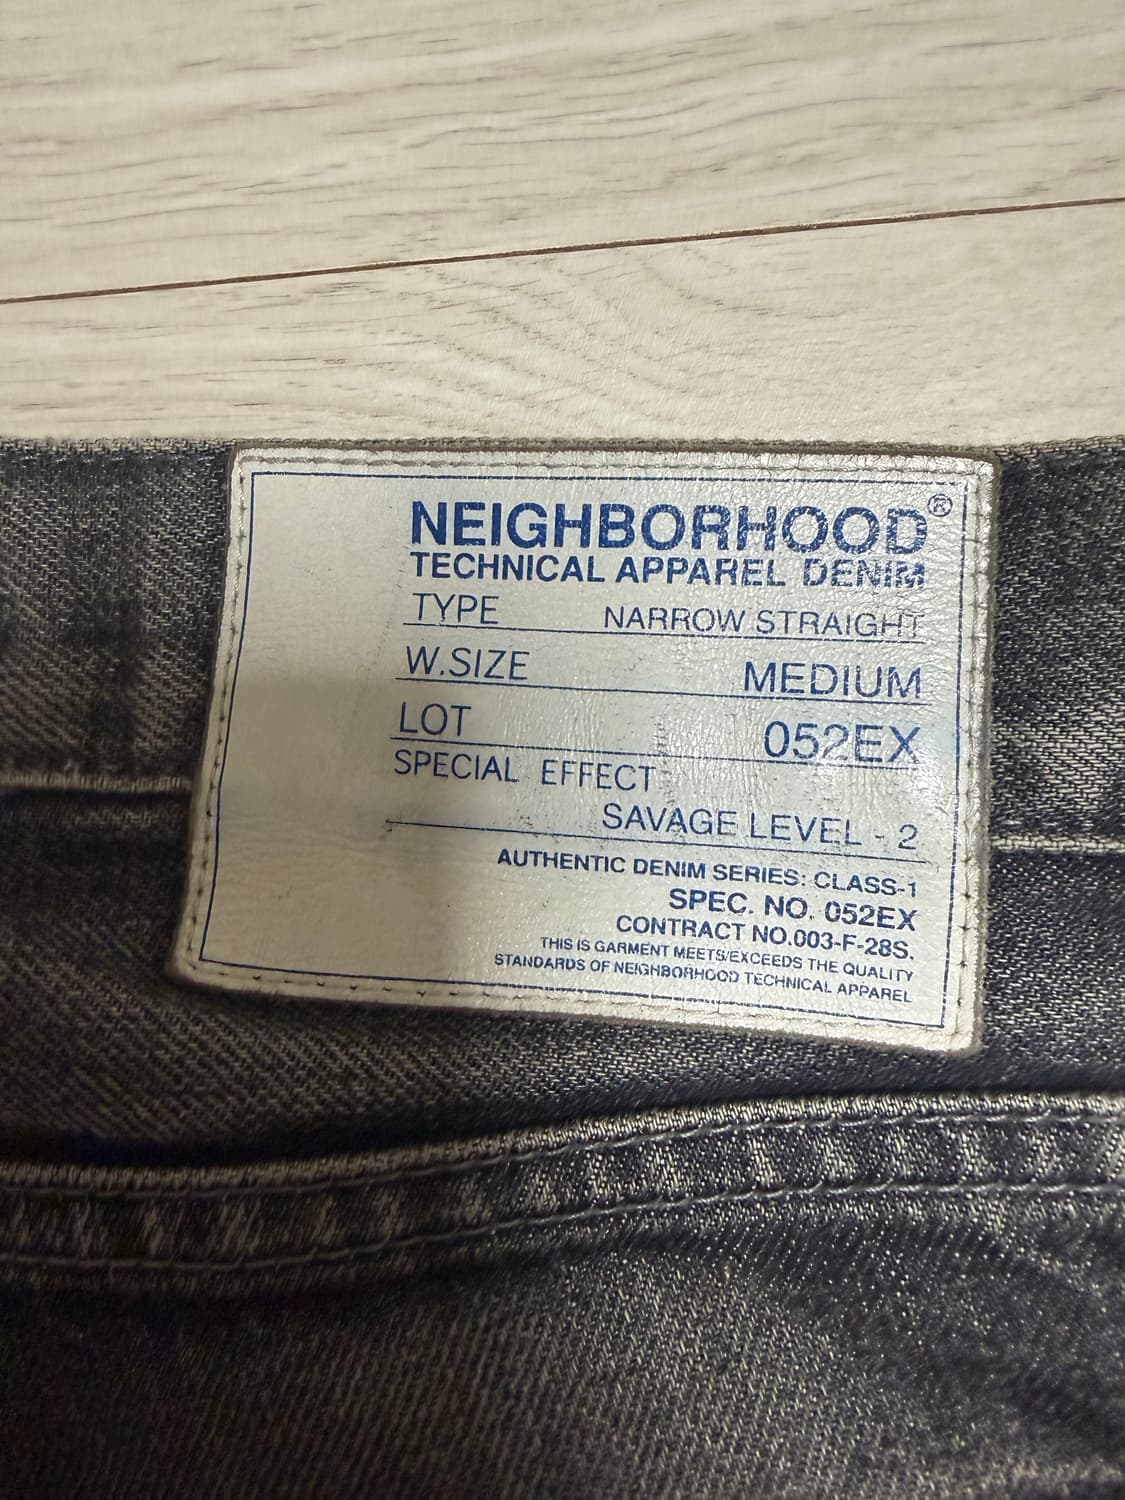 NEIGHBORHOOD®
TECHNICAL APPAREL DENIM
TYPE NARROW STRAIGHT
W.SIZE MEDIUM
LOT 052EX
SPECIAL EFFECT
SAVAGE LEVEL - 2
AUTHENTIC DENIM SERIES: CLASS-1
SPEC. NO. 052EX
CONTRACT NO.003-F-28S.
THIS IS GARMENT MEETS/EXCEEDS THE QUALITY
STANDARDS OF NEIGHBORHOOD TECHNICAL APPAREL